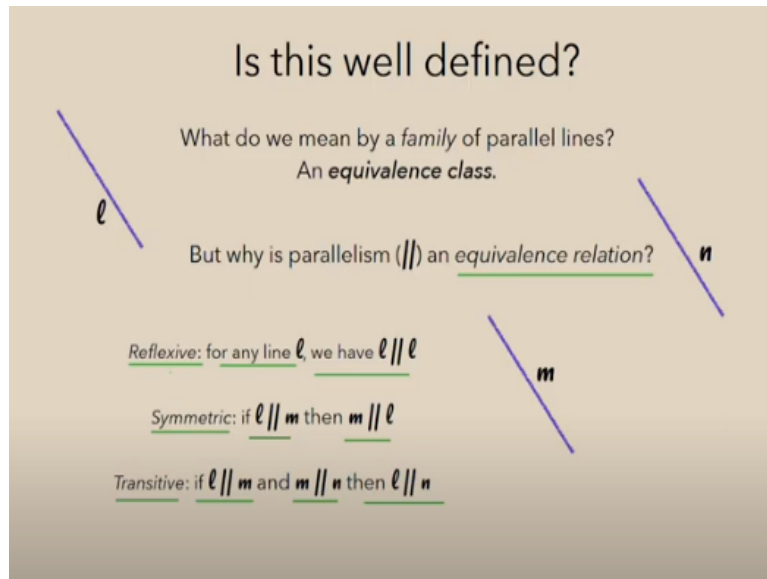 Is this well defined?
What do we mean by a family of parallel lines?
An equivalence class.
ℓ
n
But why is parallelism (||) an equivalence relation?
Reflexive: for any line ℓ, we have ℓ || ℓ
m
Symmetric: if ℓ || m then m || ℓ
Transitive: if ℓ || m and m || n then ℓ || n